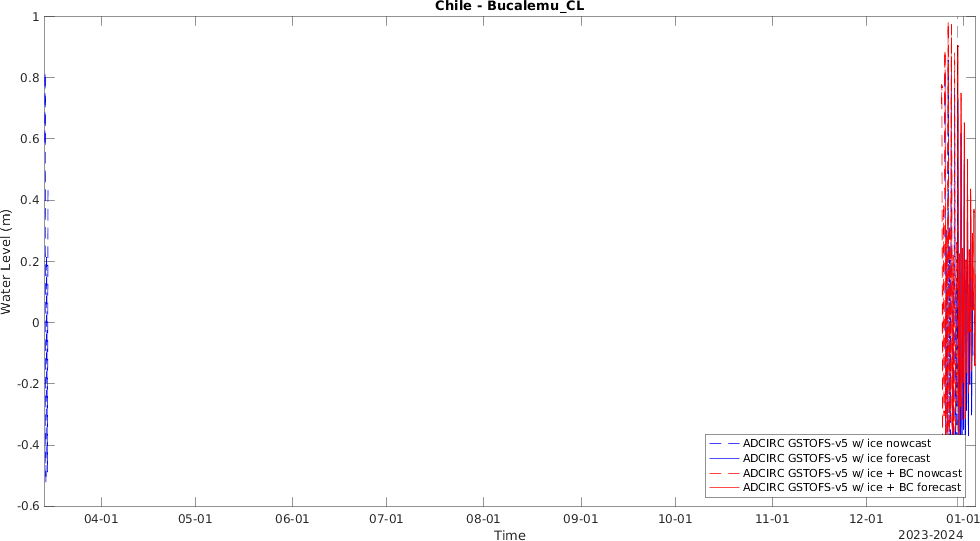 Chile - Bucalemu_CL
1
0.8
0.6
0.4
0.2
0
-0.2
-0.4
-0.6
Water Level (m)
ADCIRC GSTOFS-v5 w/ ice nowcast
ADCIRC GSTOFS-v5 w/ ice forecast
ADCIRC GSTOFS-v5 w/ ice + BC nowcast
ADCIRC GSTOFS-v5 w/ ice + BC forecast
04-01 05-01 06-01 07-01 08-01 09-01 10-01 11-01 12-01 01-01
Time
2023-2024